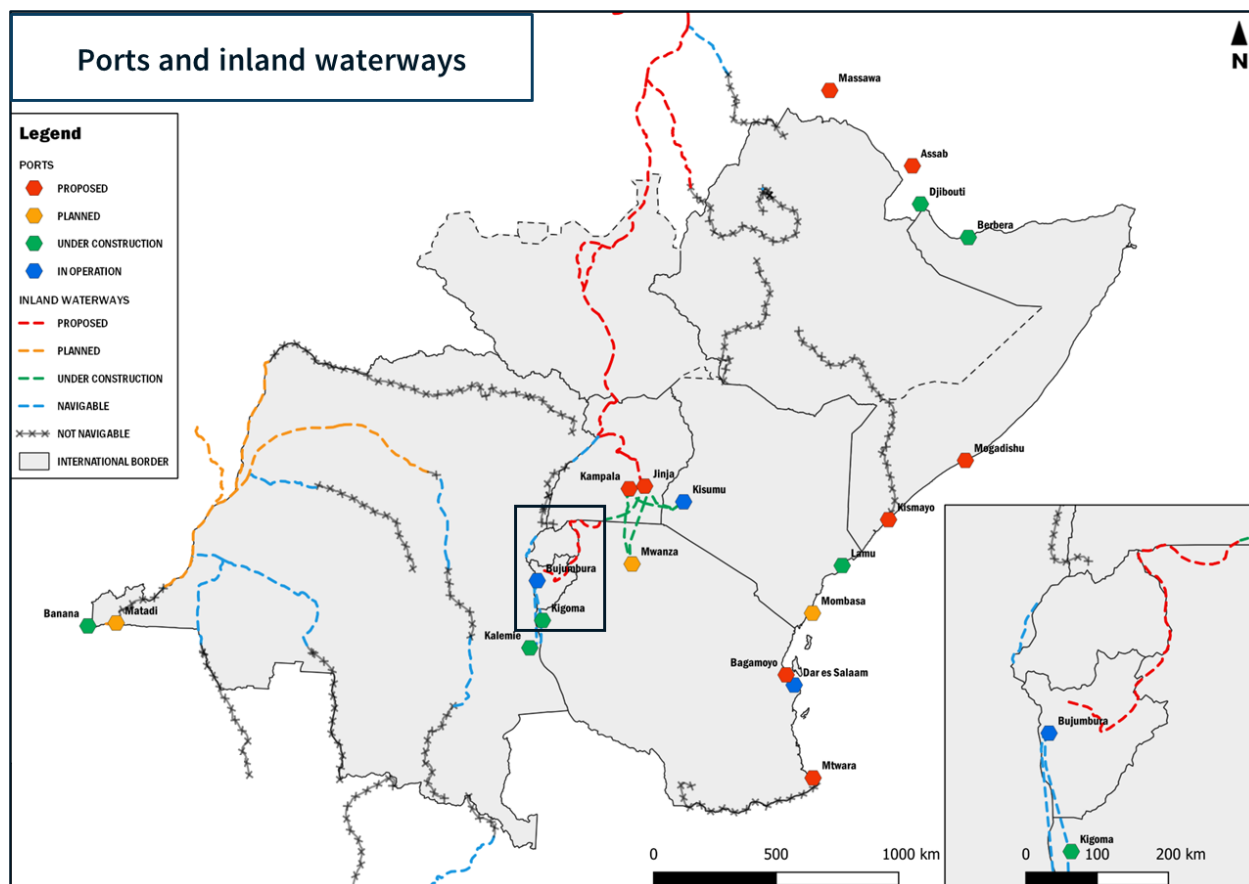 Ports and inland waterways
N
Legend
PORTS
PROPOSED
PLANNED
UNDER CONSTRUCTION
IN OPERATION
INLAND WATERWAYS
PROPOSED
PLANNED
UNDER CONSTRUCTION
NAVIGABLE
NOT NAVIGABLE
INTERNATIONAL BORDER
Massawa
Assab
Djibouti
Berbera
Mogadishu
Kampala
Jinja
Kisumu
Kismayo
Mwanza
Lamu
Bujumbura
Banana
Matadi
Kigoma
Mombasa
Kalemie
Bagamoyo
Dar es Salaam
Mtwara
0 500 1000 km
Bujumbura
Kigoma
0 100 200 km